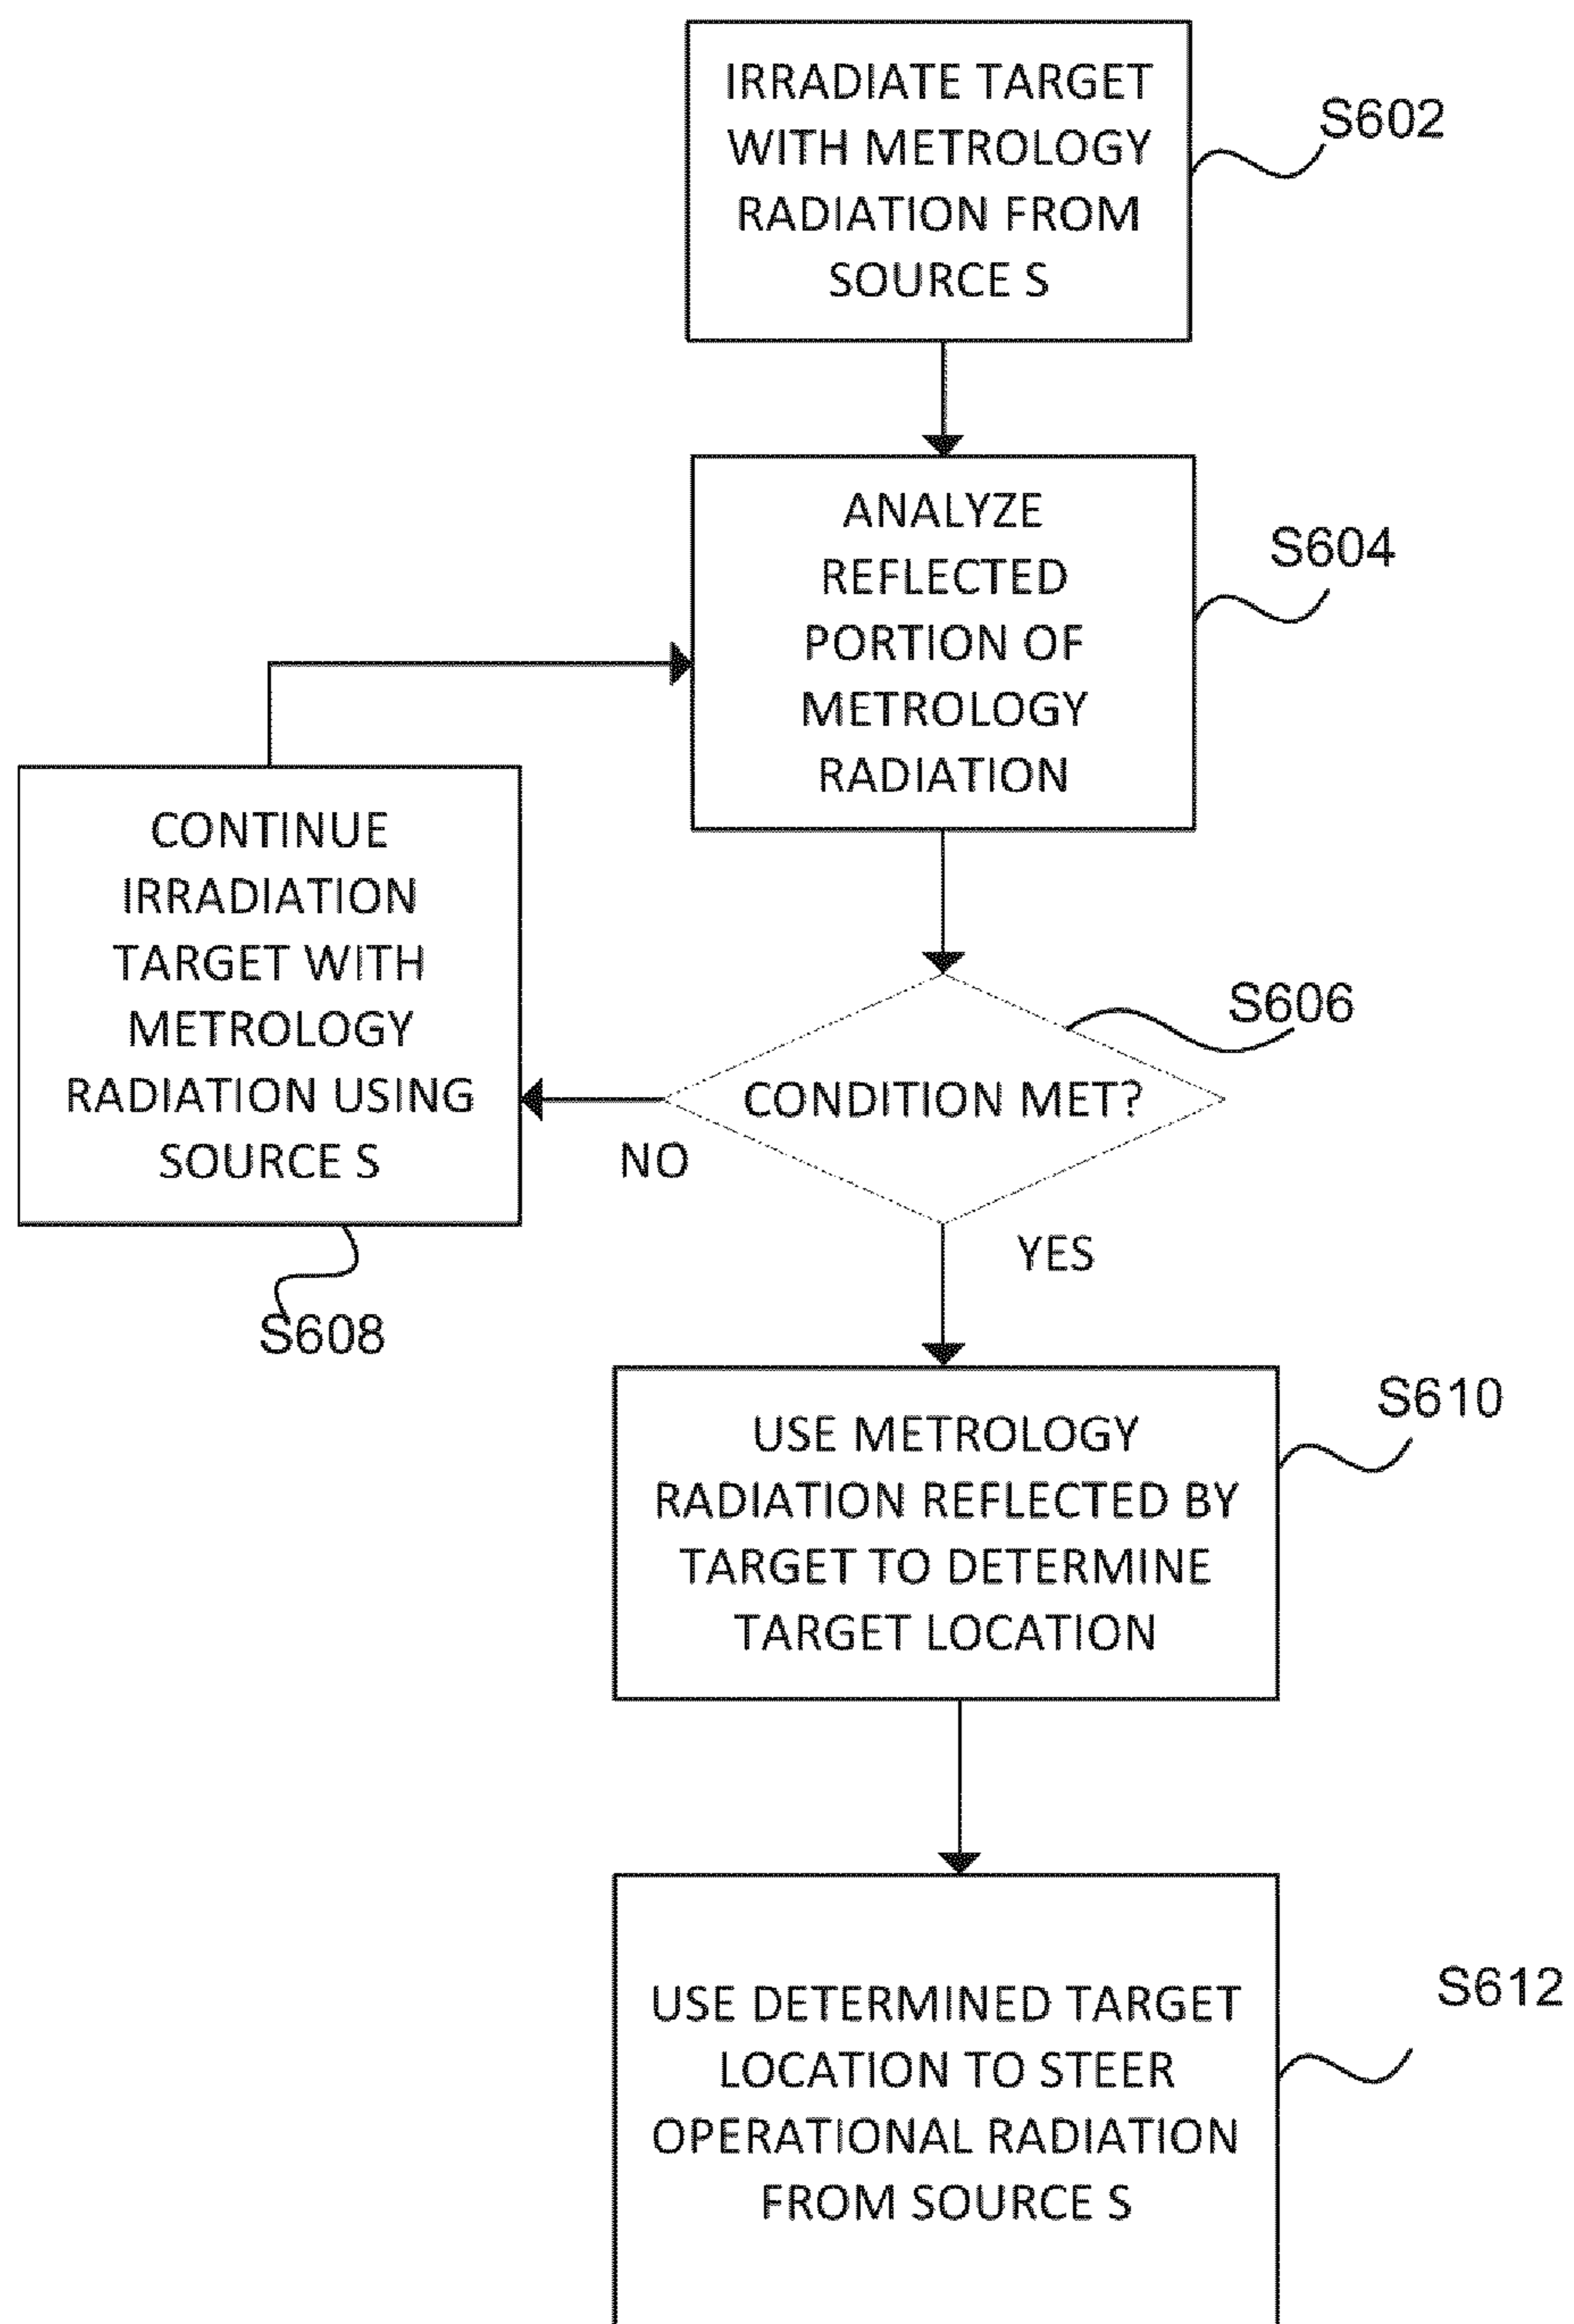 IRRADIATE TARGET
WITH METROLOGY
RADIATION FROM
SOURCE S
S602
ANALYZE
REFLECTED
PORTION OF
METROLOGY
RADIATION
S604
CONTINUE
IRRADIATION
TARGET WITH
METROLOGY
RADIATION USING
SOURCE S
S608
CONDITION MET?
S606
NO
YES
USE METROLOGY
RADIATION REFLECTED BY
TARGET TO DETERMINE
TARGET LOCATION
S610
USE DETERMINED TARGET
LOCATION TO STEER
OPERATIONAL RADIATION
FROM SOURCE S
S612